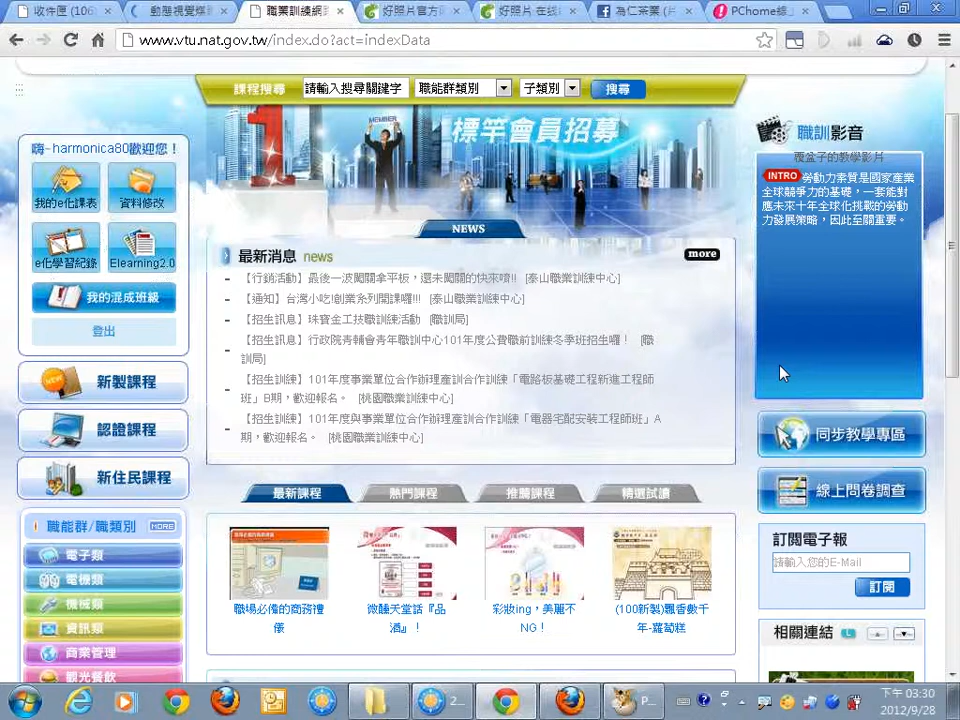 收件匣 (106
動態視覺媒
職業訓練網
好照片官方
好照片 在線
為仁茶業 (
PChome線
www.vtu.nat.gov.tw/index.do?act=indexData
課程搜尋 請輸入搜尋關鍵字 職能群類別 子類別 搜尋
嗨~harmonica80歡迎您！
我的e化課表 資料修改
e化學習紀錄 Elearning2.0
我的混成班級
登出
新製課程
認證課程
新住民課程
職能群/職類別 MORE
電子類
電機類
機械類
資訊類
商業管理
觀光餐飲
1
MEMBER
標竿會員招募
NEWS
最新消息 news more
【行銷活動】最後一波闖關拿平板，還未闖關的快來唷!! [泰山職業訓練中心]
【通知】台灣小吃!創業系列開課囉!!! [泰山職業訓練中心]
【招生訊息】珠寶金工技職訓練活動 [職訓局]
【招生訊息】行政院青輔會青年職訓中心101年度公費職前訓練冬季班招生囉！ [職
訓局]
【招生訓練】101年度事業單位合作辦理產訓合作訓練「電路板基礎工程新進工程師
班」B期，歡迎報名。 [桃園職業訓練中心]
【招生訓練】101年度與事業單位合作辦理產訓合作訓練「電器宅配安裝工程師班」A
期，歡迎報名。 [桃園職業訓練中心]
最新課程 熱門課程 推薦課程 精選試讀
職場必備的商務禮
儀
微醺天堂話『品
酒』！
彩妝ing，美麗不
NG！
(100新製)飄香數千
年-蘿蔔糕
職訓影音
覆盆子的教學影片
INTRO 勞動力素質是國家產業
全球競爭力的基礎，一套能對
應未來十年全球化挑戰的勞動
力發展策略，因此至關重要。
同步教學專區
線上問卷調查
訂閱電子報
請輸入您的E-Mail
訂閱
相關連結
2...
P...
下午 03:30
2012/9/28